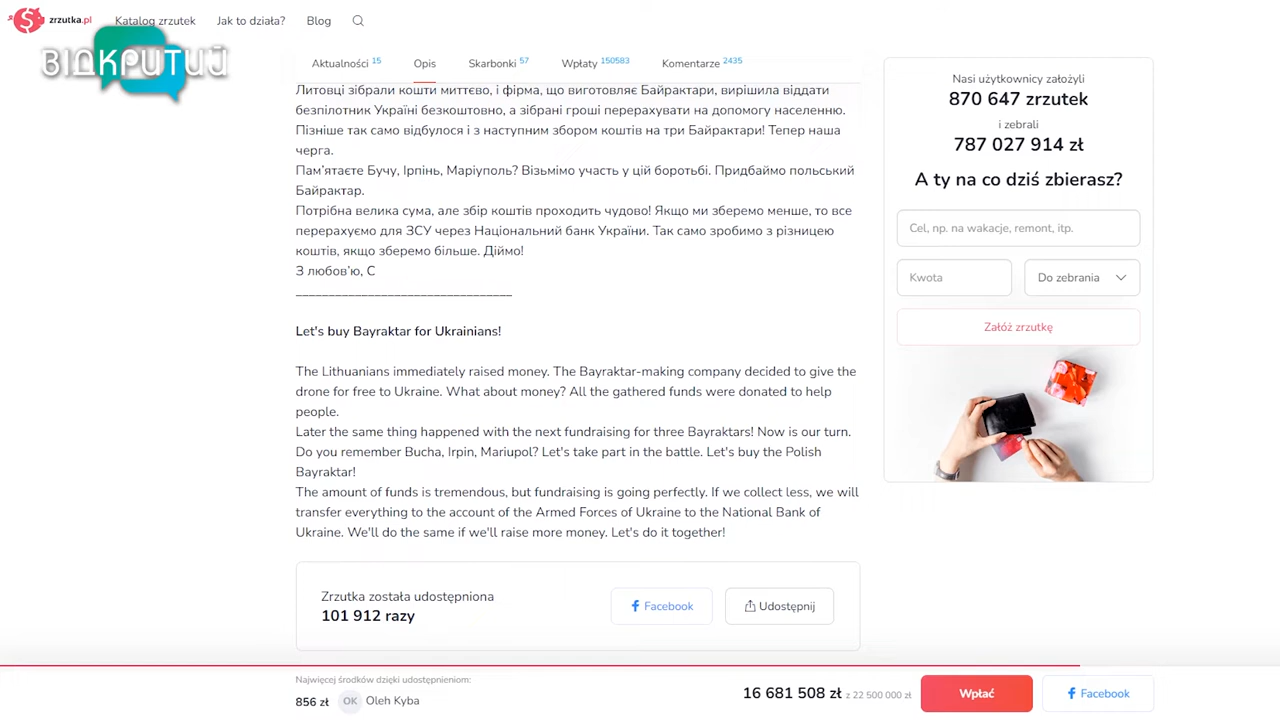 zrzutka.pl Katalog zrzutek Jak to działa? Blog
ВІДКРИТИЙ
Aktualności 15 Opis Skarbonki 57 Wpłaty 150583 Komentarze 2435
Литовці зібрали кошти миттєво, і фірма, що виготовляє Байрактари, вирішила віддати
безпілотник Україні безкоштовно, а зібрані гроші перерахувати на допомогу населенню.
Пізніше так само відбулося і з наступним збором коштів на три Байрактари! Тепер наша
черга.
Пам’ятаєте Бучу, Ірпінь, Маріуполь? Візьмімо участь у цій боротьбі. Придбаймо польський
Байрактар.
Потрібна велика сума, але збір коштів проходить чудово! Якщо ми зберемо менше, то все
перерахуємо для ЗСУ через Національний банк України. Так само зробимо з різницею
коштів, якщо зберемо більше. Діймо!
З любов’ю, С
_________________________________
Let's buy Bayraktar for Ukrainians!
The Lithuanians immediately raised money. The Bayraktar-making company decided to give the
drone for free to Ukraine. What about money? All the gathered funds were donated to help
people.
Later the same thing happened with the next fundraising for three Bayraktars! Now is our turn.
Do you remember Bucha, Irpin, Mariupol? Let's take part in the battle. Let's buy the Polish
Bayraktar!
The amount of funds is tremendous, but fundraising is going perfectly. If we collect less, we will
transfer everything to the account of the Armed Forces of Ukraine to the National Bank of
Ukraine. We'll do the same if we'll raise more money. Let's do it together!
Zrzutka została udostępniona
101 912 razy
Facebook Udostępnij
Nasi użytkownicy założyli
870 647 zrzutek
i zebrali
787 027 914 zł
A ty na co dziś zbierasz?
Cel, np. na wakacje, remont, itp.
Kwota Do zebrania
Załóż zrzutkę
Najwięcej środków dzięki udostępnieniom:
856 zł OK Oleh Kyba
16 681 508 zł z 22 500 000 zł Wpłać Facebook